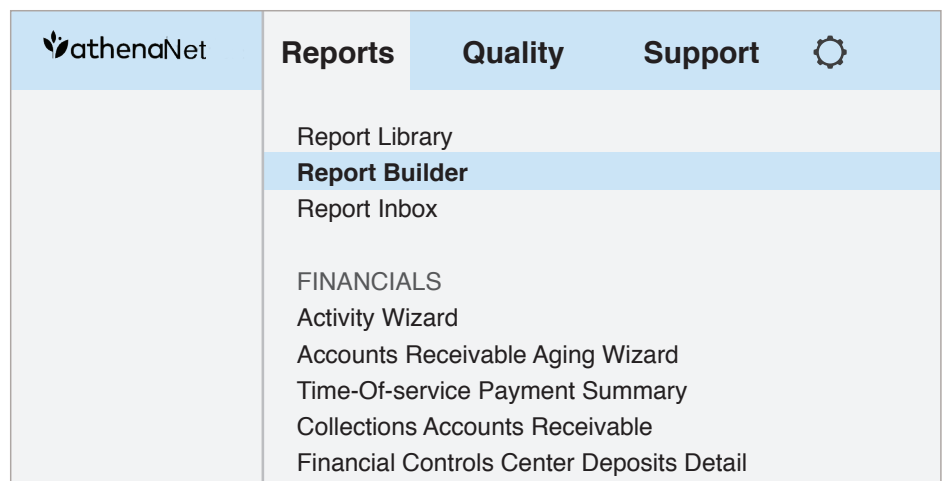 athenaNet
Reports Quality Support
Report Library
Report Builder
Report Inbox
FINANCIALS
Activity Wizard
Accounts Receivable Aging Wizard
Time-Of-service Payment Summary
Collections Accounts Receivable
Financial Controls Center Deposits Detail